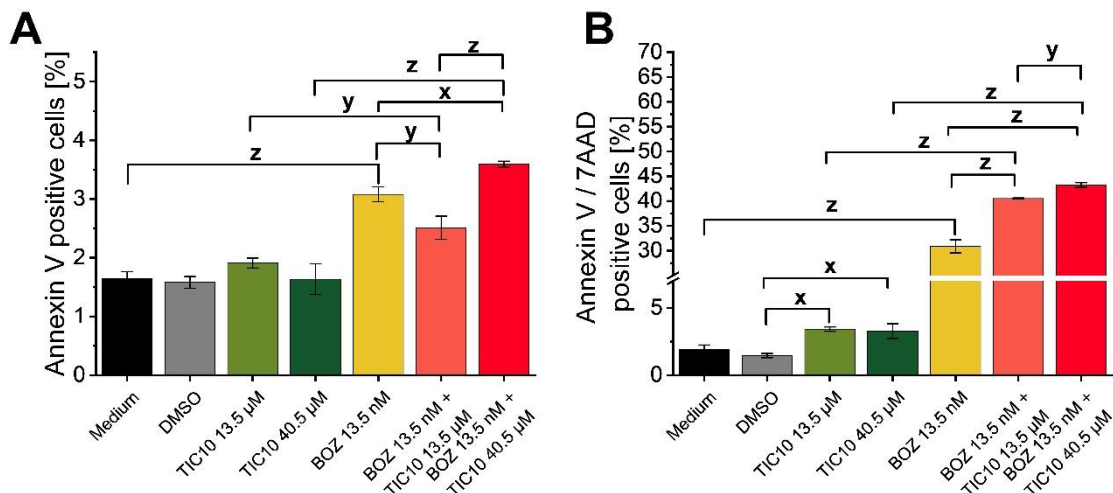 A
Annexin V positive cells [%]
5
4
3
2
1
0
z
z
x
y
y
z
Medium
DMSO
TIC10 13.5 µM
TIC10 40.5 µM
BOZ 13.5 nM
BOZ 13.5 nM +
TIC10 13.5 µM
BOZ 13.5 nM +
TIC10 40.5 µM
B
Annexin V / 7AAD
positive cells [%]
70
65
60
55
50
45
40
35
30
5
0
y
z
z
z
z
z
x
x
Medium
DMSO
TIC10 13.5 µM
TIC10 40.5 µM
BOZ 13.5 nM
BOZ 13.5 nM +
TIC10 13.5 µM
BOZ 13.5 nM +
TIC10 40.5 µM